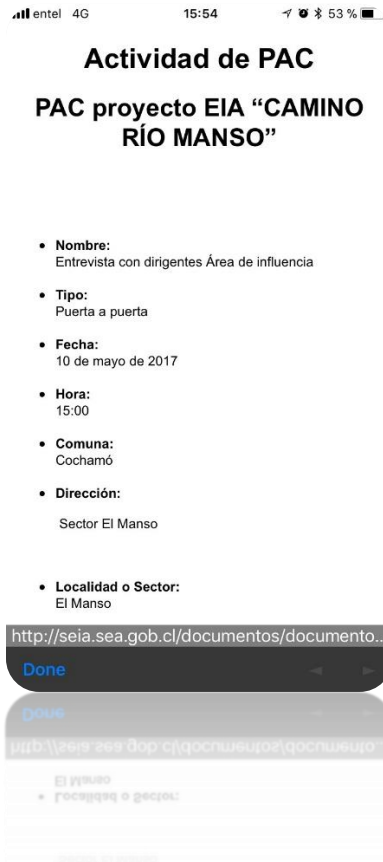 entel 4G 15:54 53 %
Actividad de PAC
PAC proyecto EIA “CAMINO
RÍO MANSO”
• Nombre:
Entrevista con dirigentes Área de influencia
• Tipo:
Puerta a puerta
• Fecha:
10 de mayo de 2017
• Hora:
15:00
• Comuna:
Cochamó
• Dirección:
Sector El Manso
• Localidad o Sector:
El Manso
http://seia.sea.gob.cl/documentos/documento..
Done